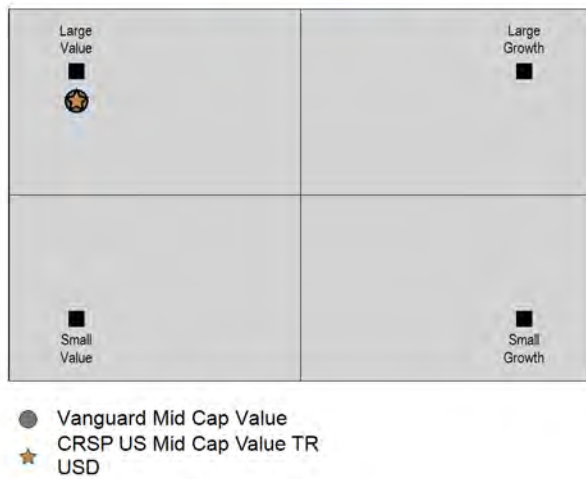 Large
Value
Large
Growth
Small
Value
Small
Growth
Vanguard Mid Cap Value
CRSP US Mid Cap Value TR
USD